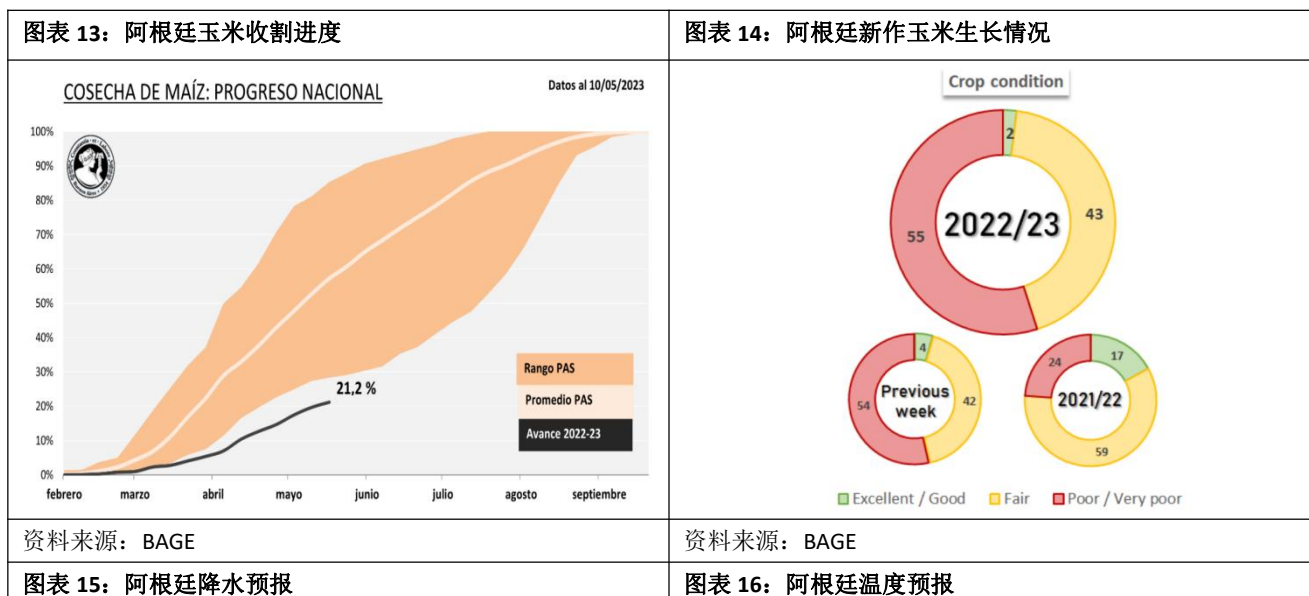 图表 13：阿根廷玉米收割进度
图表 14：阿根廷新作玉米生长情况
COSECHA DE MAÍZ: PROGRESO NACIONAL
Datos al 10/05/2023
100%
90%
80%
70%
60%
50%
40%
30%
20%
10%
0%
21,2 %
Rango PAS
Promedio PAS
Avance 2022-23
febrero marzo abril mayo junio julio agosto septiembre
Crop condition
2
43
55
2022/23
4
42
54
Previous
week
17
59
24
2021/22
Excellent / Good Fair Poor / Very poor
资料来源：BAGE
资料来源：BAGE
图表 15：阿根廷降水预报
图表 16：阿根廷温度预报